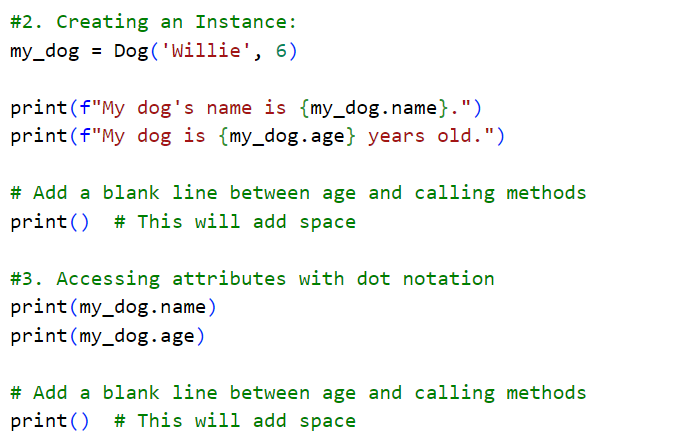 #2. Creating an Instance:
my_dog = Dog('Willie', 6)
print(f"My dog's name is {my_dog.name}.")
print(f"My dog is {my_dog.age} years old.")
# Add a blank line between age and calling methods
print()  # This will add space
#3. Accessing attributes with dot notation
print(my_dog.name)
print(my_dog.age)
# Add a blank line between age and calling methods
print()  # This will add space